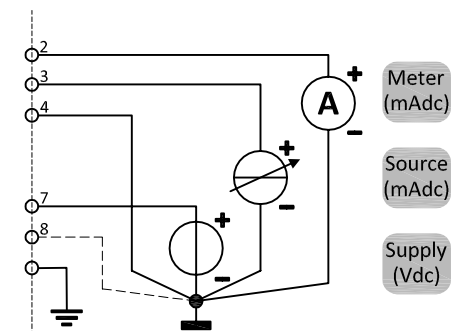 2
3
4
7
8
A
+
−
+
−
+
−
Meter
(mAdc)
Source
(mAdc)
Supply
(Vdc)